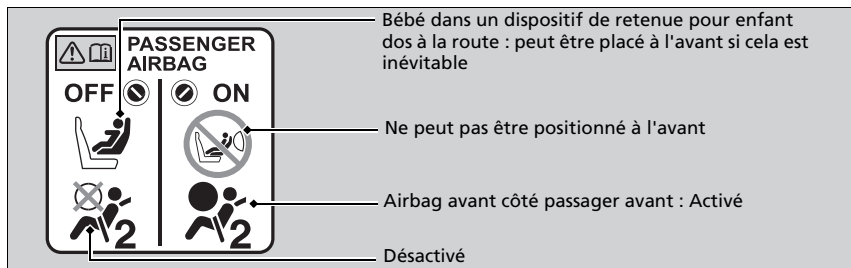 PASSENGER
AIRBAG
OFF
ON
2
2
Bébé dans un dispositif de retenue pour enfant
dos à la route : peut être placé à l'avant si cela est
inévitable
Ne peut pas être positionné à l'avant
Airbag avant côté passager avant : Activé
Désactivé